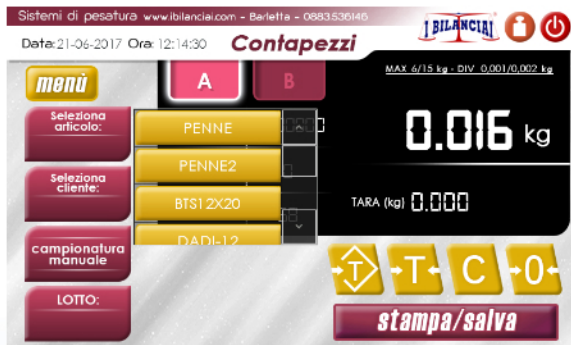 Sistemi di pesatura www.ibilanciai.com - Barletta - 0883536146
I BILANCIAI
Data: 21-06-2017 Ora: 12:14:30
Contapezzi
menù
A
B
MAX 6/15 kg - DIV 0,001/0,002 kg
Seleziona
articolo:
PENNE
0.016 kg
PENNE2
Seleziona
cliente:
BTS12X20
TARA (kg) 0.000
DADI-12
campionatura
manuale
T
T
C
0
LOTTO:
stampa/salva